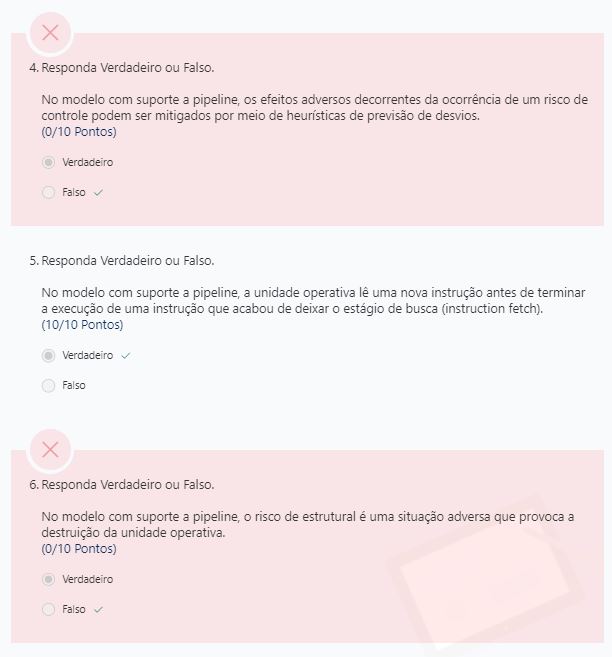 4. Responda Verdadeiro ou Falso.
No modelo com suporte a pipeline, os efeitos adversos decorrentes da ocorrência de um risco de
controle podem ser mitigados por meio de heurísticas de previsão de desvios.
(0/10 Pontos)
Verdadeiro
Falso
5. Responda Verdadeiro ou Falso.
No modelo com suporte a pipeline, a unidade operativa lê uma nova instrução antes de terminar
a execução de uma instrução que acabou de deixar o estágio de busca (instruction fetch).
(10/10 Pontos)
Verdadeiro
Falso
6. Responda Verdadeiro ou Falso.
No modelo com suporte a pipeline, o risco de estrutural é uma situação adversa que provoca a
destruição da unidade operativa.
(0/10 Pontos)
Verdadeiro
Falso